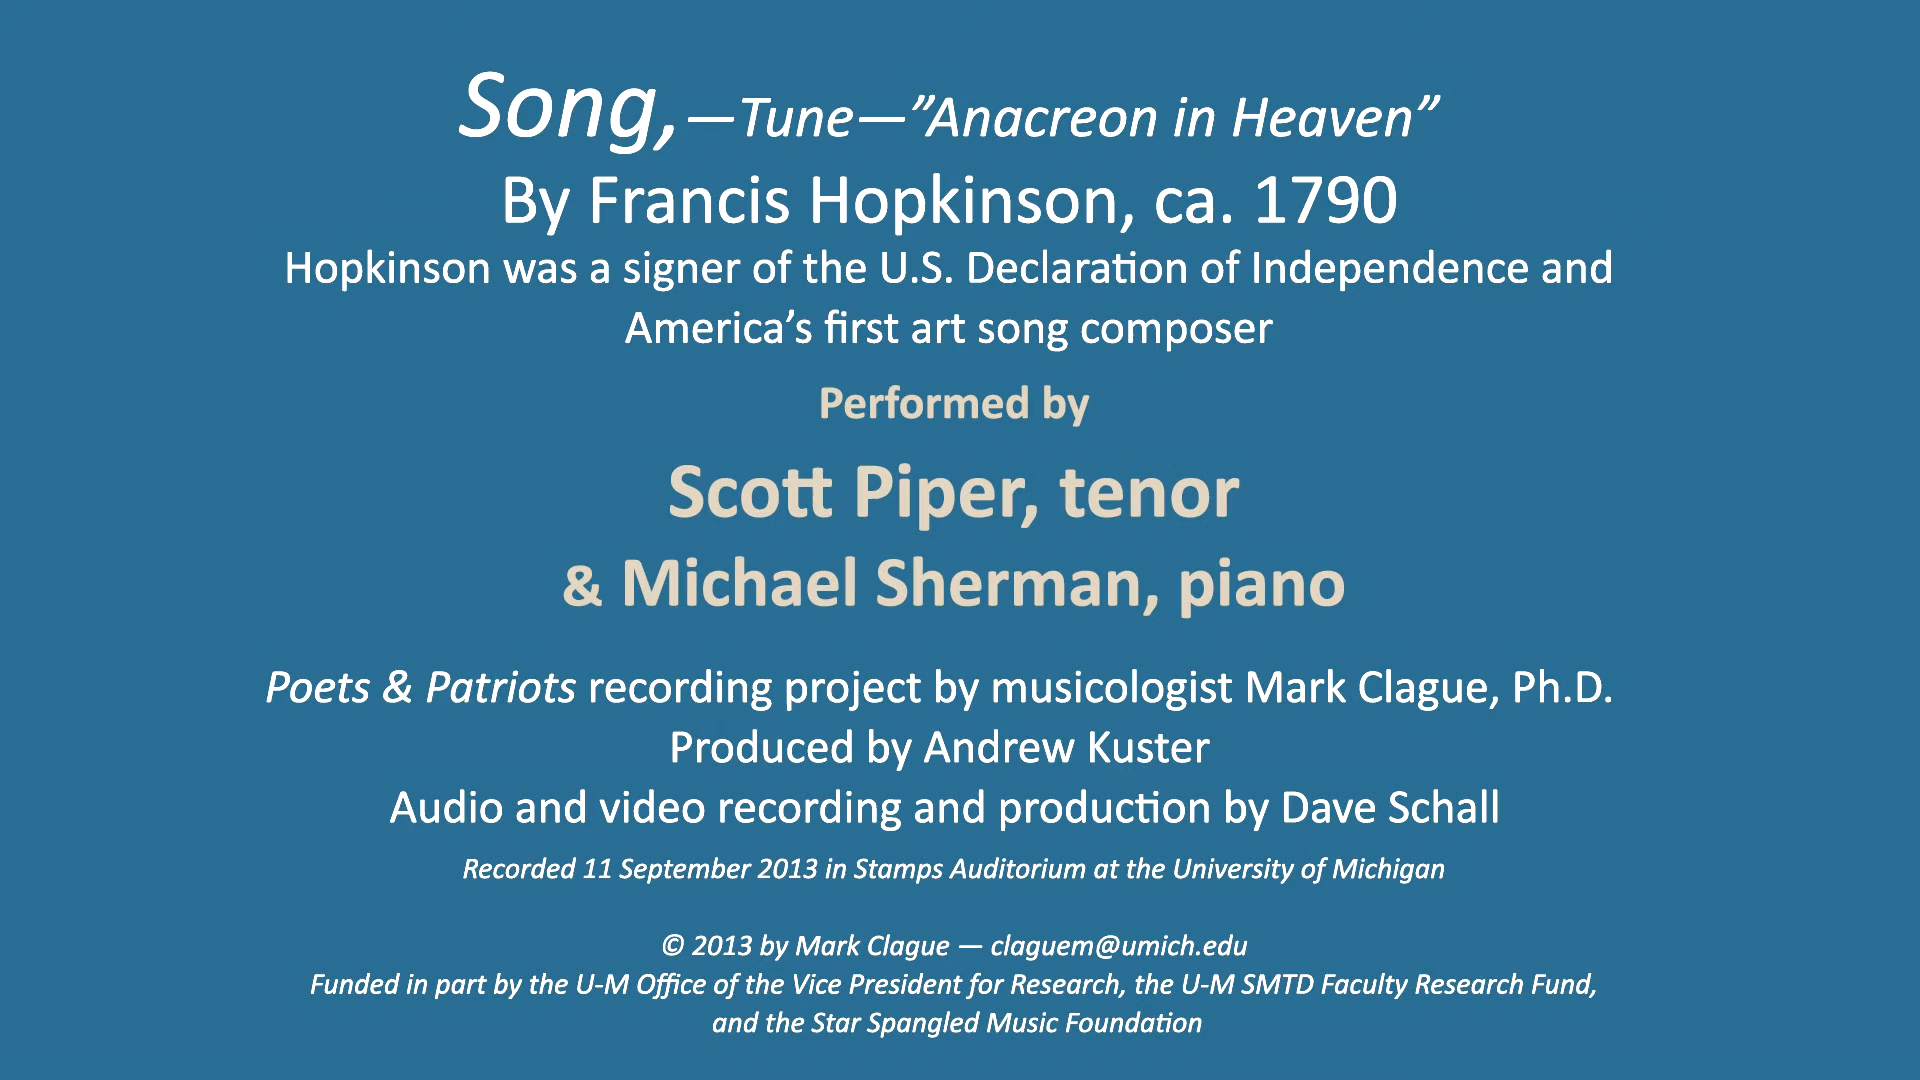 Song,—Tune—”Anacreon in Heaven”
By Francis Hopkinson, ca. 1790
Hopkinson was a signer of the U.S. Declaration of Independence and
America’s first art song composer
Performed by
Scott Piper, tenor
& Michael Sherman, piano
Poets & Patriots recording project by musicologist Mark Clague, Ph.D.
Produced by Andrew Kuster
Audio and video recording and production by Dave Schall
Recorded 11 September 2013 in Stamps Auditorium at the University of Michigan
© 2013 by Mark Clague — claguem@umich.edu
Funded in part by the U-M Office of the Vice President for Research, the U-M SMTD Faculty Research Fund,
and the Star Spangled Music Foundation